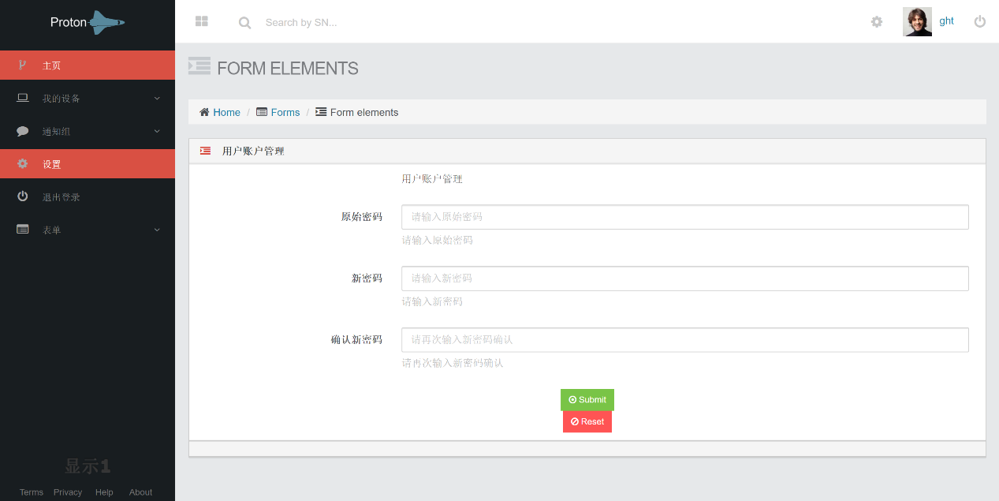 Proton
Search by SN...
ght
主页
我的设备
通知组
设置
退出登录
表单
显示1
Terms Privacy Help About
FORM ELEMENTS
Home / Forms / Form elements
用户账户管理
用户账户管理
原始密码 请输入原始密码
请输入原始密码
新密码 请输入新密码
请输入新密码
确认新密码 请再次输入新密码确认
请再次输入新密码确认
Submit
Reset